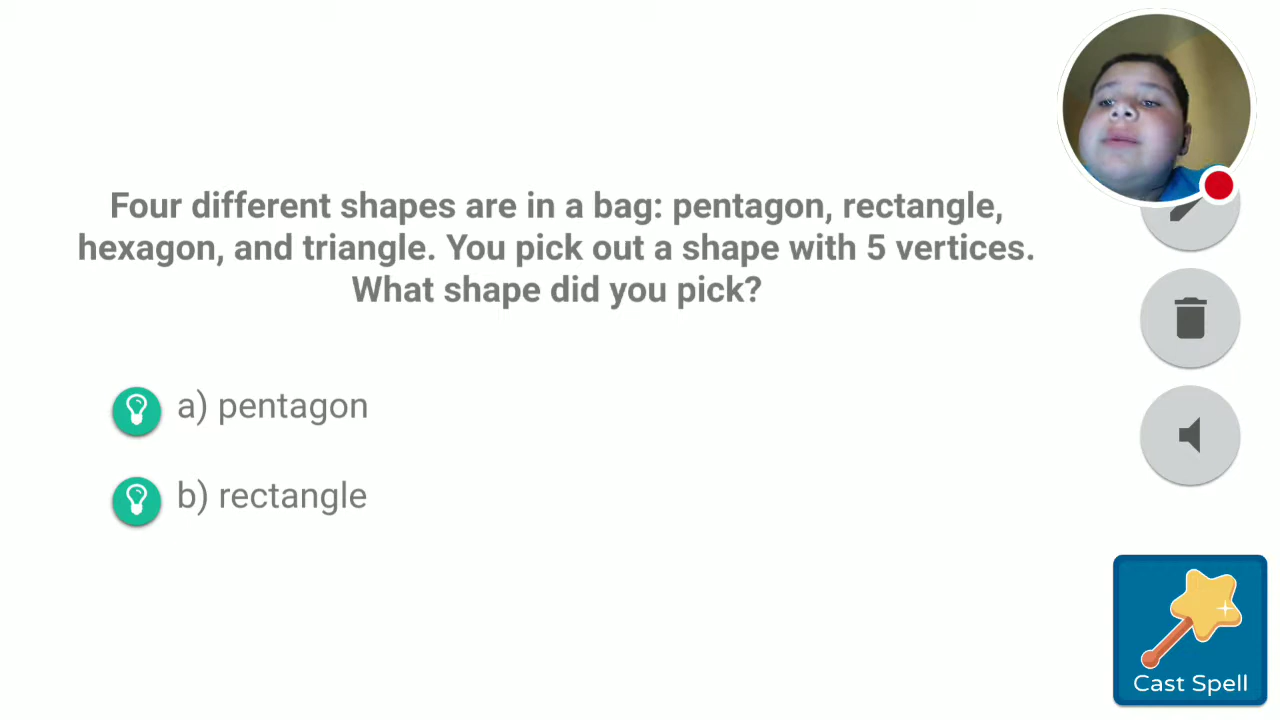 Four different shapes are in a bag: pentagon, rectangle,
hexagon, and triangle. You pick out a shape with 5 vertices.
What shape did you pick?
a) pentagon
b) rectangle
Cast Spell